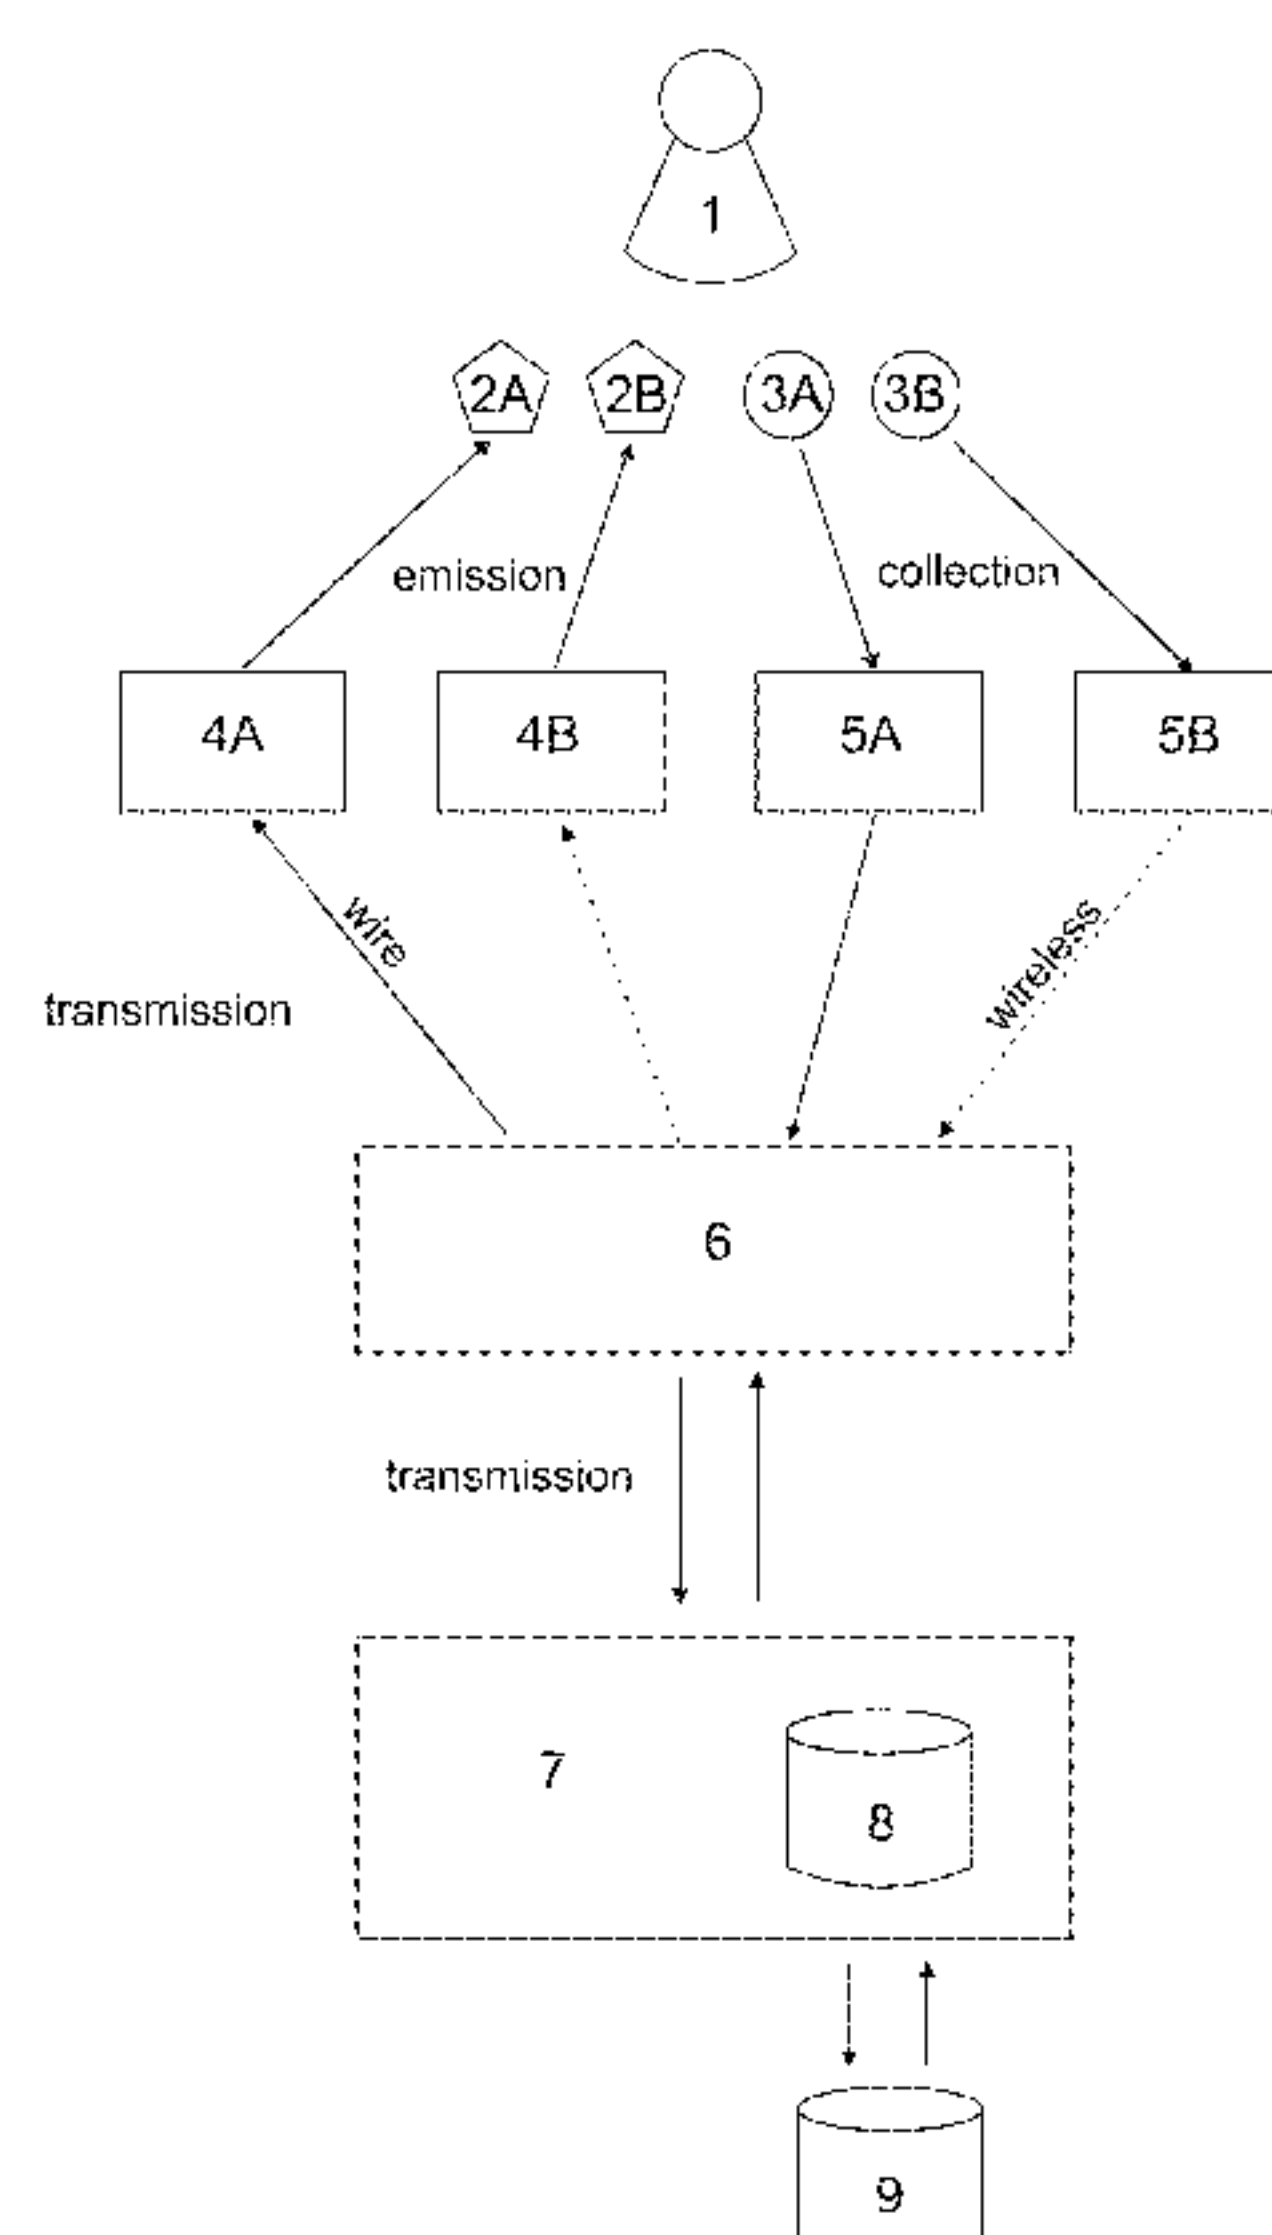 1
2A 2B 3A 3B
emission collection
4A 4B 5A 5B
wire wireless
transmission
6
transmission
7
8
9